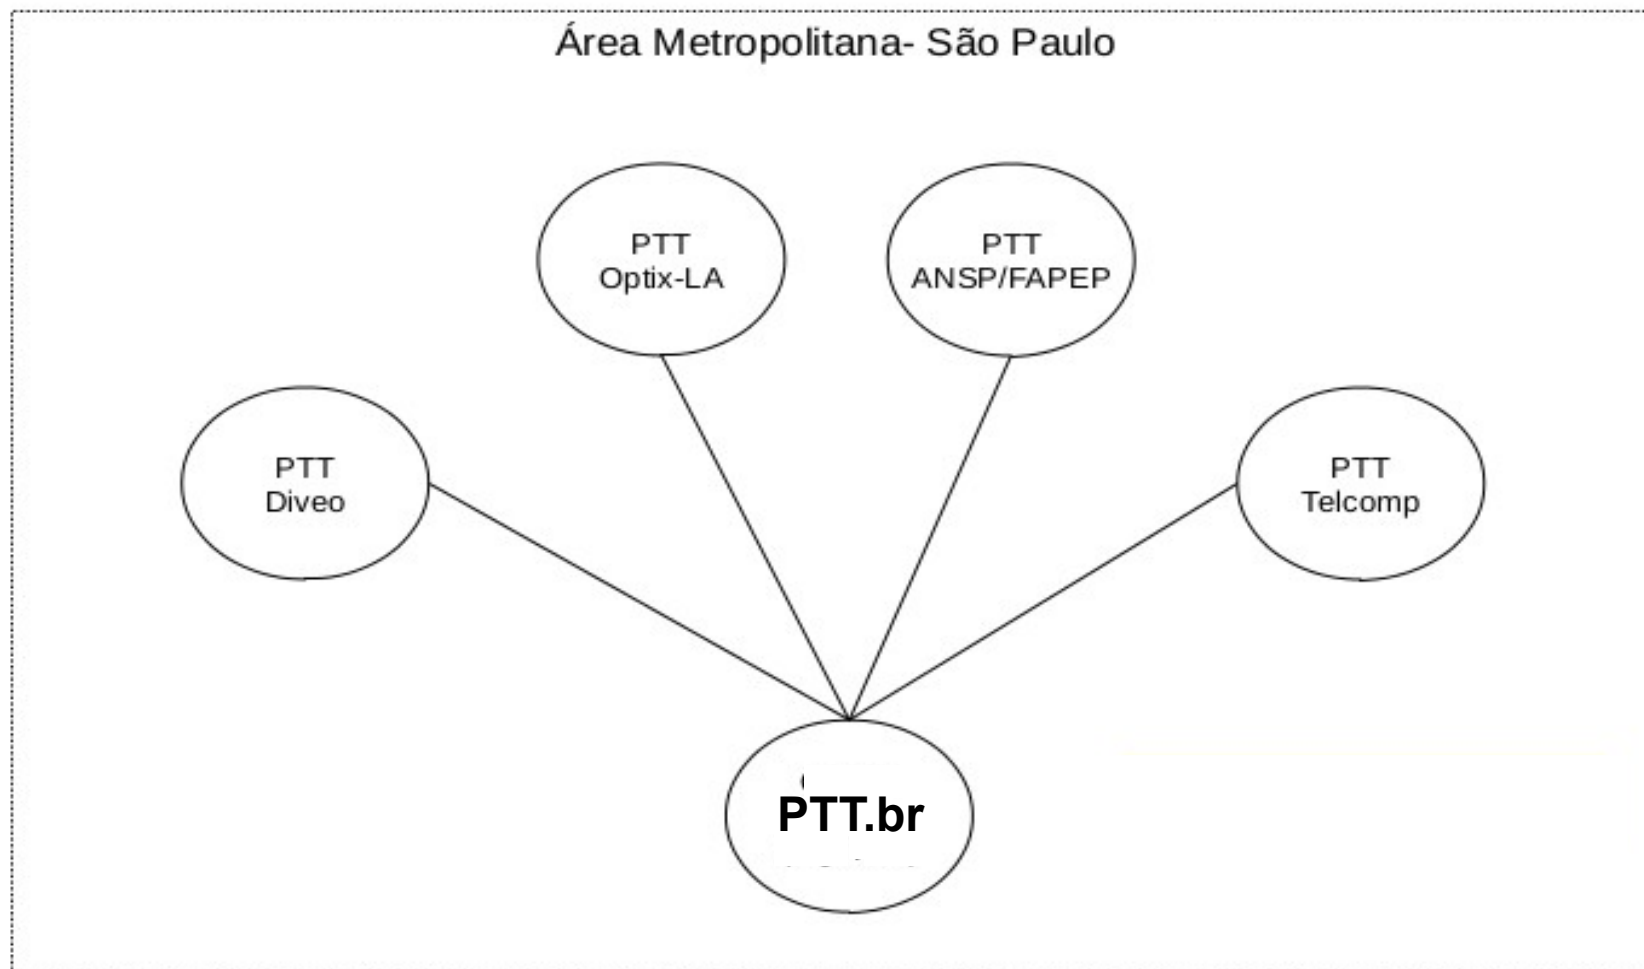 Área Metropolitana- São Paulo
PTT
Optix-LA
PTT
ANSP/FAPEP
PTT
Diveo
PTT
Telcomp
PTT.br